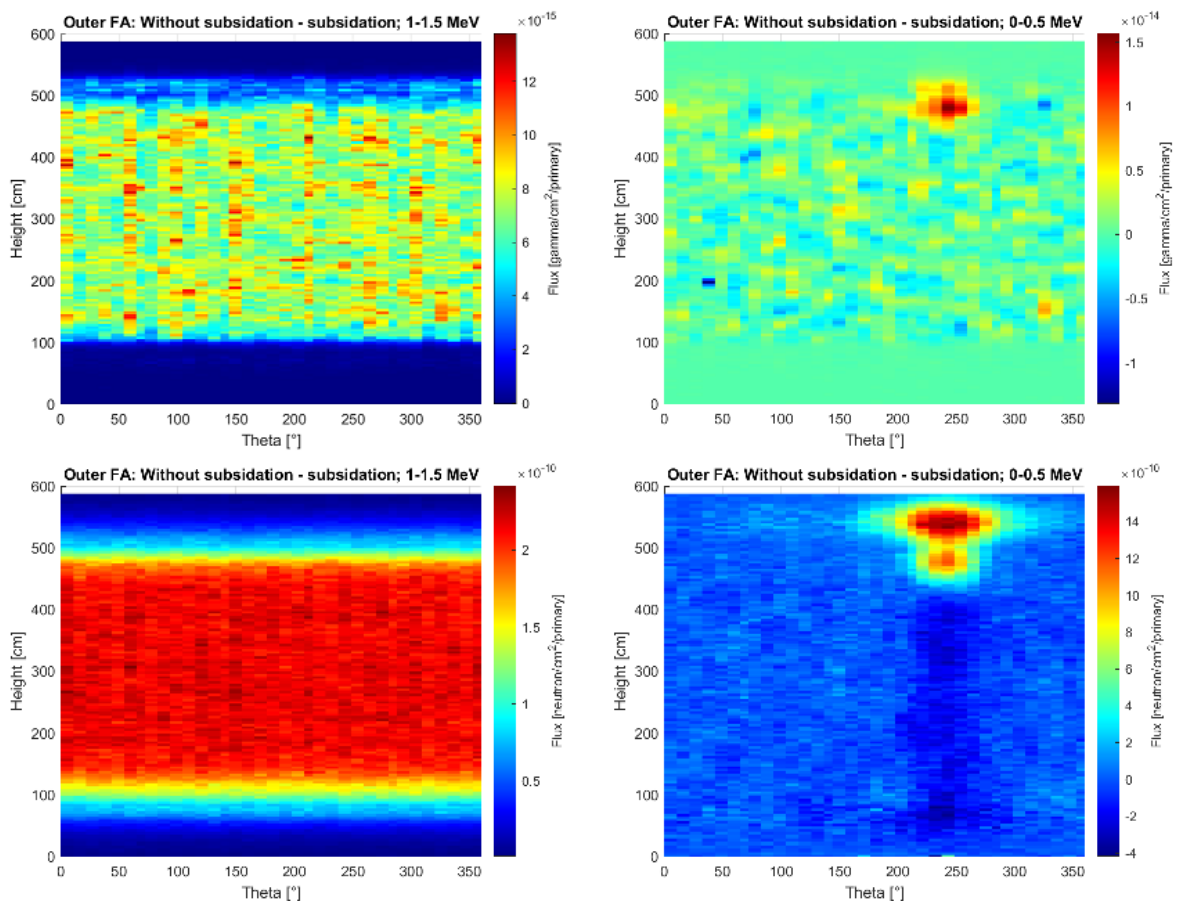 Outer FA: Without subsidation - subsidation; 1-1.5 MeV
×10⁻¹⁵
600
500
400
300
200
100
0
Height [cm]
0 50 100 150 200 250 300 350
Theta [°]
12
10
8
6
4
2
0
Flux [gamma/cm²/primary]
Outer FA: Without subsidation - subsidation; 0-0.5 MeV
×10⁻¹⁴
600
500
400
300
200
100
0
Height [cm]
0 50 100 150 200 250 300 350
Theta [°]
1.5
1
0.5
0
-0.5
-1
Flux [gamma/cm²/primary]
Outer FA: Without subsidation - subsidation; 1-1.5 MeV
×10⁻¹⁰
600
500
400
300
200
100
0
Height [cm]
0 50 100 150 200 250 300 350
Theta [°]
2
1.5
1
0.5
Flux [neutron/cm²/primary]
Outer FA: Without subsidation - subsidation; 0-0.5 MeV
×10⁻¹⁰
600
500
400
300
200
100
0
Height [cm]
0 50 100 150 200 250 300 350
Theta [°]
14
12
10
8
6
4
2
0
-2
-4
Flux [neutron/cm²/primary]